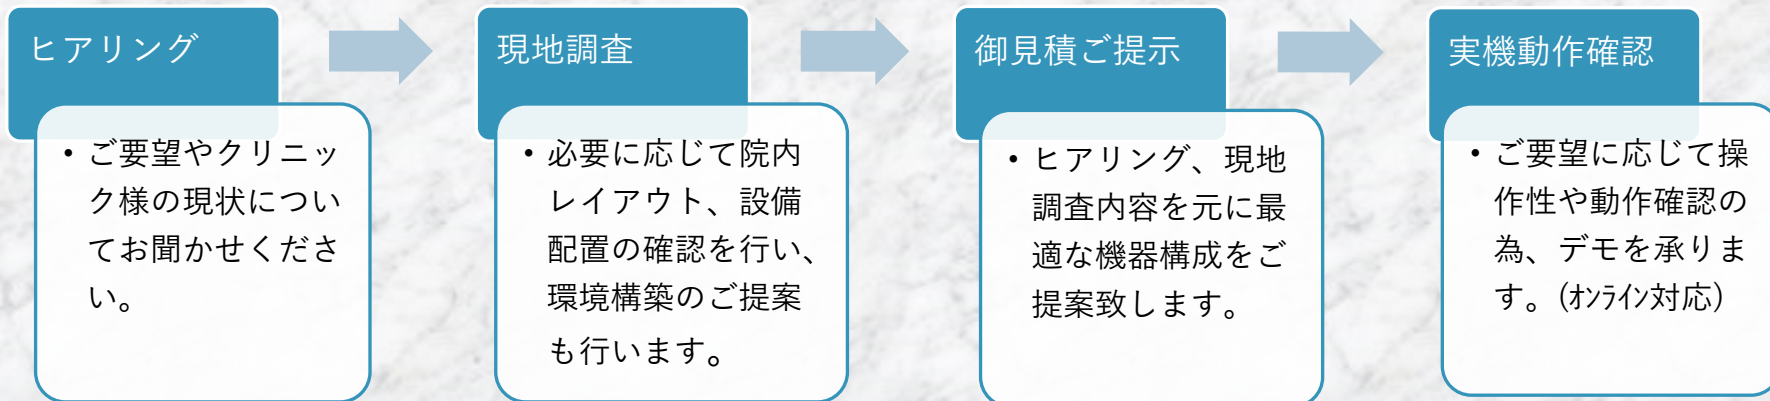 ヒアリング
・ご要望やクリニッ
ク様の現状につい
てお聞かせくださ
い。
現地調査
・必要に応じて院内
レイアウト、設備
配置の確認を行い、
環境構築のご提案
も行います。
御見積ご提示
・ヒアリング、現地
調査内容を元に最
適な機器構成をご
提案致します。
実機動作確認
・ご要望に応じて操
作性や動作確認の
為、デモを承りま
す。(ｵﾝﾗｲﾝ対応)